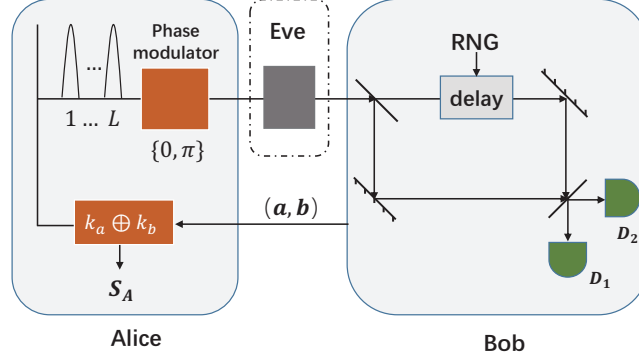 Phase
modulator
Eve
RNG
...
delay
1 ... L
{0, π}
(a, b)
k_a ⊕ k_b
D_2
S_A
D_1
Alice
Bob